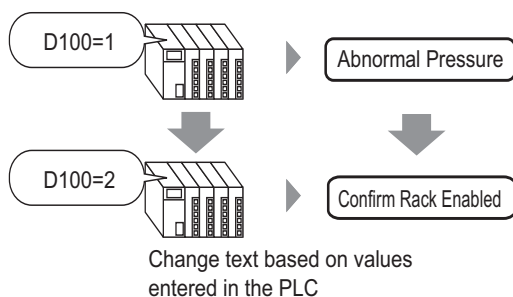 D100=1
Abnormal Pressure
D100=2
Confirm Rack Enabled
Change text based on values
entered in the PLC